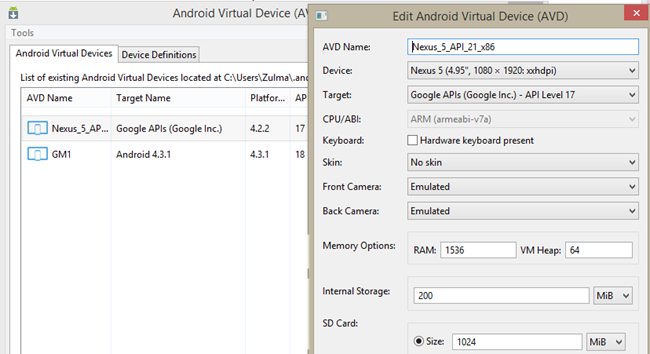 Android Virtual Device (AVD)
Tools
Android Virtual Devices
Device Definitions
List of existing Android Virtual Devices located at C:\Users\Zulma\.and
AVD Name Target Name Platfor... AP
Nexus_5_AP... Google APIs (Google Inc.) 4.2.2 17
GM1 Android 4.3.1 4.3.1 18
Edit Android Virtual Device (AVD)
AVD Name: Nexus_5_API_21_x86
Device: Nexus 5 (4.95", 1080 × 1920: xxhdpi)
Target: Google APIs (Google Inc.) - API Level 17
CPU/ABI: ARM (armeabi-v7a)
Keyboard: Hardware keyboard present
Skin: No skin
Front Camera: Emulated
Back Camera: Emulated
Memory Options: RAM: 1536 VM Heap: 64
Internal Storage: 200 MiB
SD Card:
Size: 1024 MiB